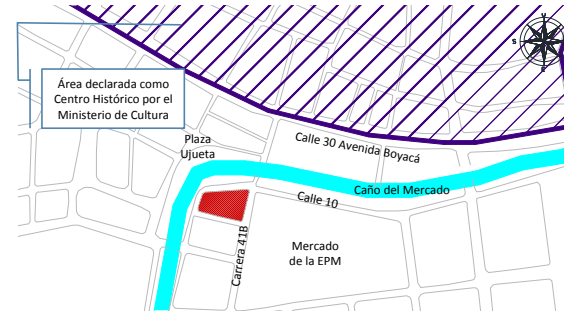 S
Área declarada como
Centro Histórico por el
Ministerio de Cultura
Plaza
Ujueta
Calle 30 Avenida Boyacá
Caño del Mercado
Calle 10
Carrera 41B
Mercado
de la EPM